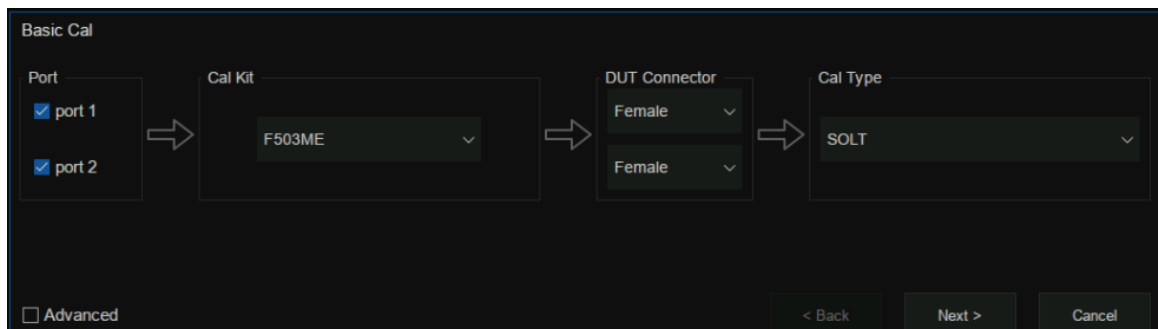 Basic Cal
Port
port 1
port 2
Cal Kit
F503ME
DUT Connector
Female
Female
Cal Type
SOLT
Advanced
< Back
Next >
Cancel